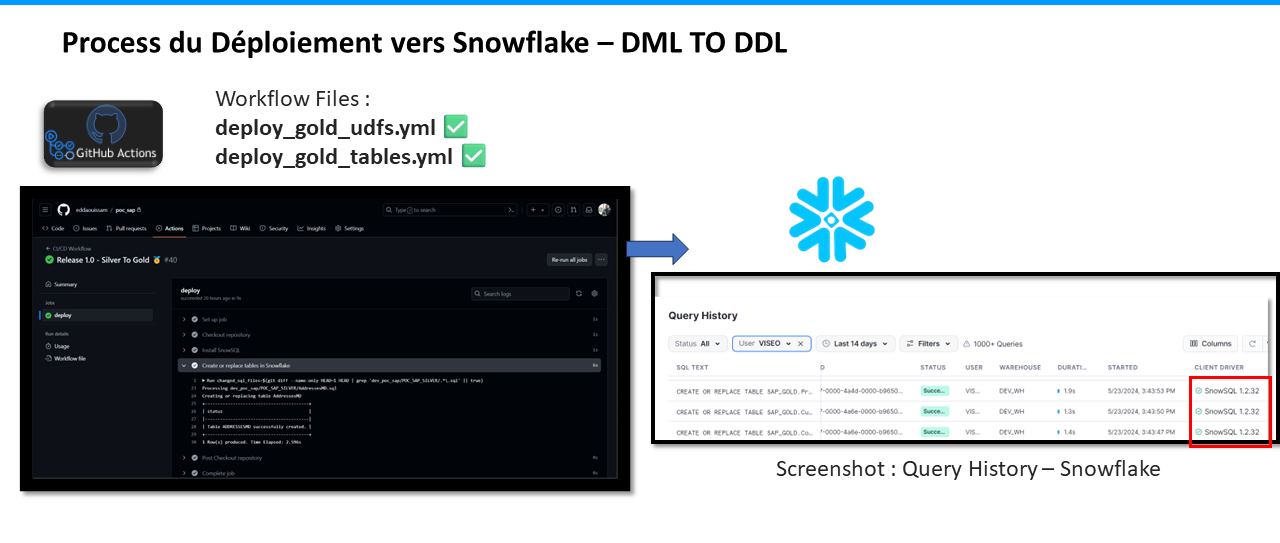 Process du Déploiement vers Snowflake – DML TO DDL
Workflow Files :
deploy_gold_udfs.yml ✅
deploy_gold_tables.yml ✅
GitHub Actions
eddaouissam / poc_sap
Type / to search
Code Issues Pull requests Actions Projects Wiki Security Insights Settings
CI/CD Workflow
Release 1.0 - Silver To Gold 🏅 #40
Re-run all jobs
Summary
Jobs
deploy
Run details
Usage
Workflow file
deploy
succeeded 20 hours ago in 9s
Search logs
Set up job 1s
Checkout repository 1s
Install SnowSQL 1s
Create or replace tables in Snowflake 6s
1 ▶ Run changed_sql_files=$(git diff --name-only HEAD~1 HEAD | grep 'dev_poc_sap/POC_SAP_SILVER/.*\.sql' || true)
Processing dev_poc_sap/POC_SAP_SILVER/AddressesMD.sql
Creating or replacing table AddressesMD
+-------------------------------------+
| status |
|-------------------------------------|
| Table ADDRESSESMD successfully created. |
+-------------------------------------+
1 Row(s) produced. Time Elapsed: 2.596s
Post Checkout repository 0s
Complete job 0s
Query History
Status All User VISEO Last 14 days Filters 1000+ Queries Columns
SQL TEXT D STATUS USER WAREHOUSE DURATI... STARTED CLIENT DRIVER
CREATE OR REPLACE TABLE SAP_GOLD.Pr... ?-0000-4a4d-0000-b9650... Succe... VIS... DEV_WH 1.9s 5/23/2024, 3:43:53 PM SnowSQL 1.2.32
CREATE OR REPLACE TABLE SAP_GOLD.Cu... ?-0000-4a6e-0000-b9650... Succe... VIS... DEV_WH 1.3s 5/23/2024, 3:43:50 PM SnowSQL 1.2.32
CREATE OR REPLACE TABLE SAP_GOLD.Co... ?-0000-4a6e-0000-b9650... Succe... VIS... DEV_WH 1.4s 5/23/2024, 3:43:47 PM SnowSQL 1.2.32
Screenshot : Query History – Snowflake